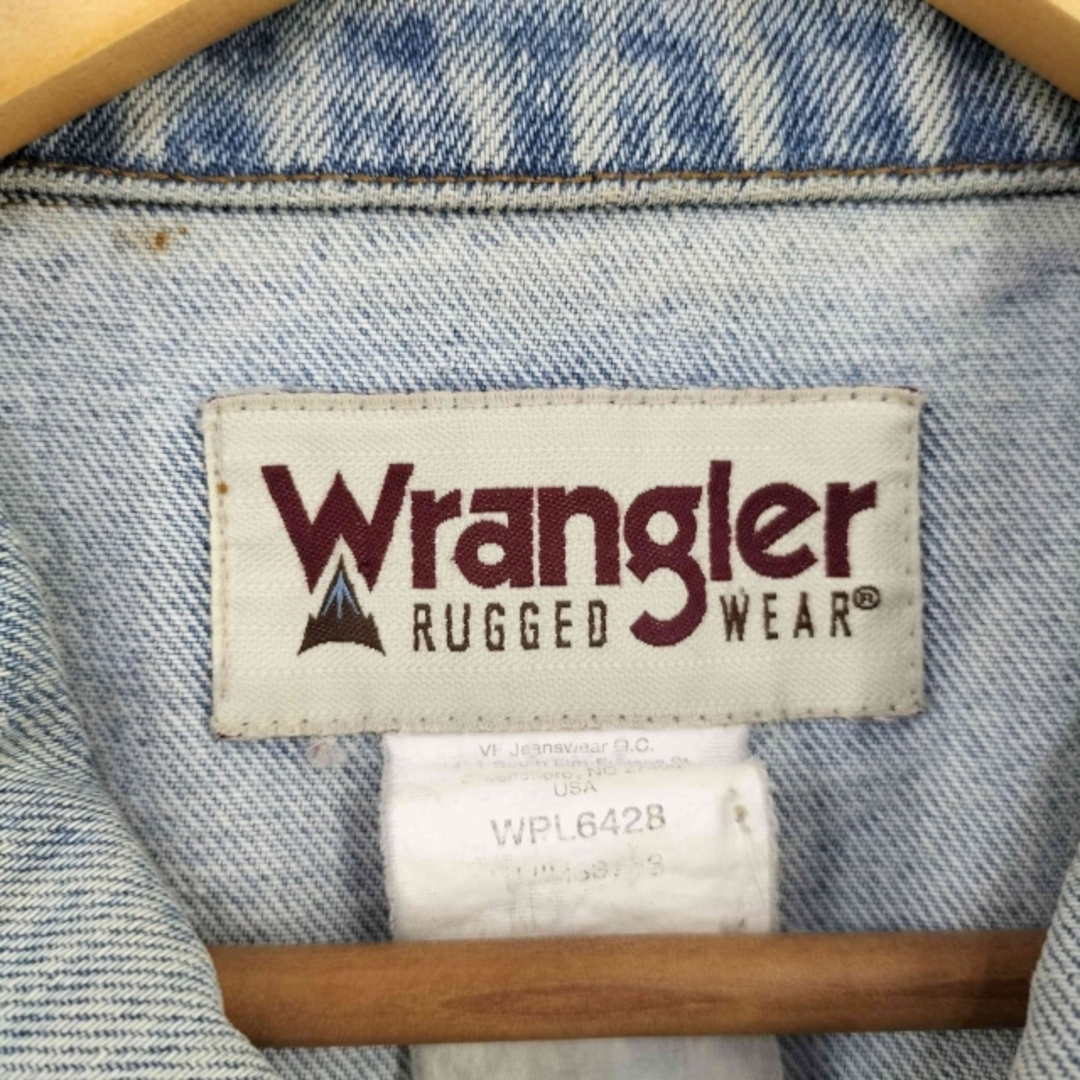 Wrangler
RUGGED WEAR®
VF Jeanswear
USA
WPL6428